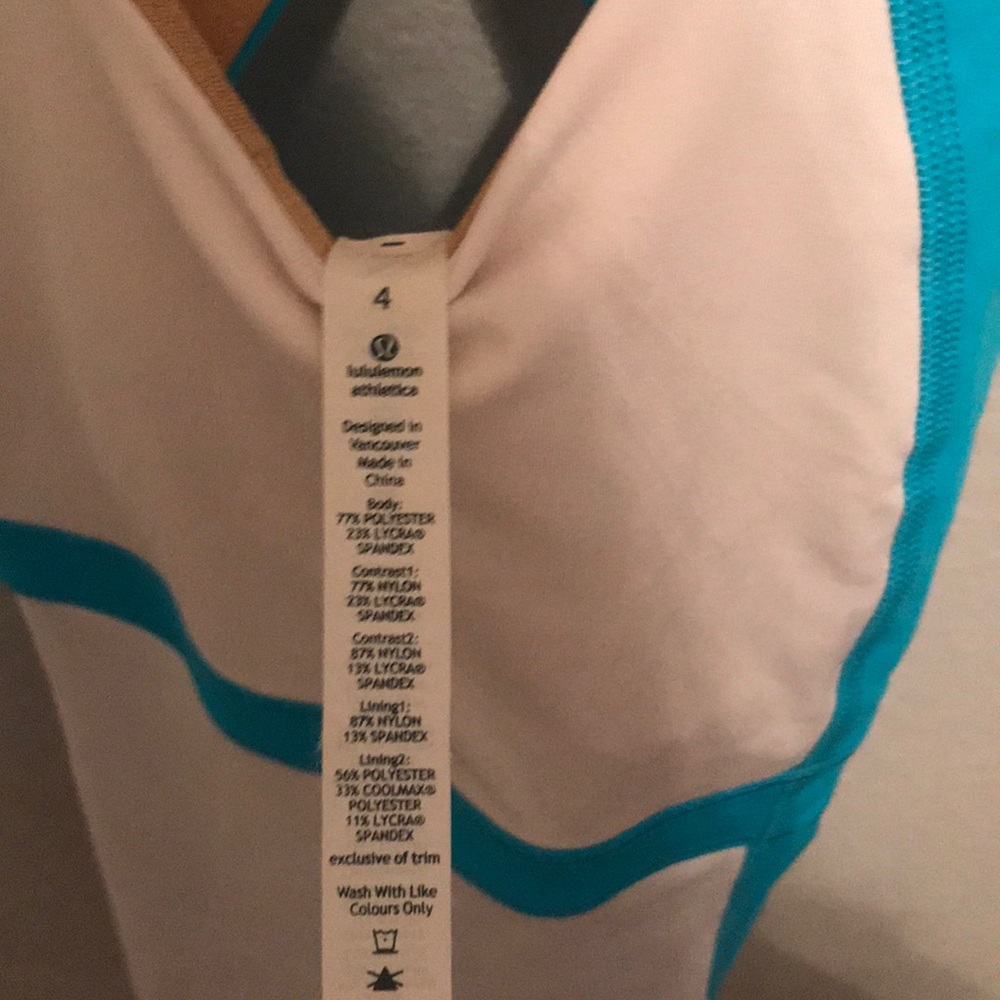 4
lululemon
athletica
Designed in
Vancouver
Made in
China
Body:
77% POLYESTER
23% LYCRA®
SPANDEX
Contrast1:
77% NYLON
23% LYCRA®
SPANDEX
Contrast2:
87% NYLON
13% LYCRA®
SPANDEX
Lining1:
87% NYLON
13% SPANDEX
Lining2:
56% POLYESTER
33% COOLMAX®
POLYESTER
11% LYCRA®
SPANDEX
exclusive of trim
Wash With Like
Colours Only